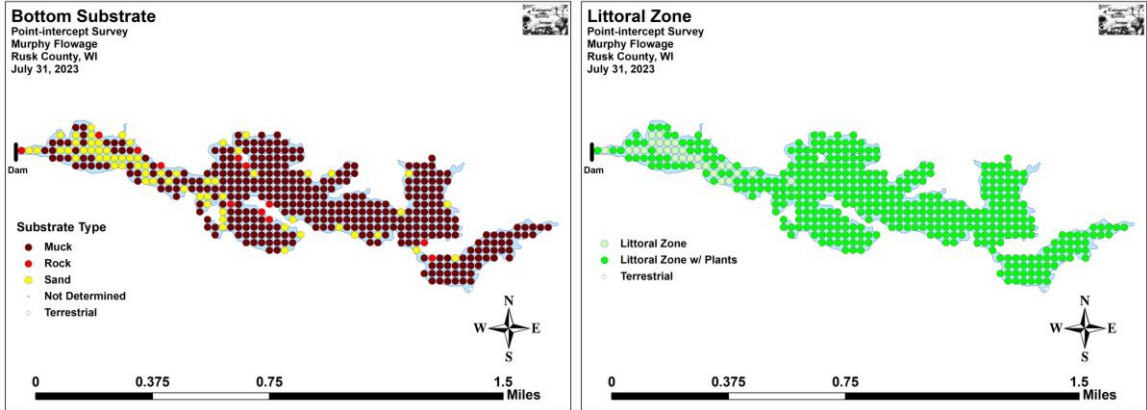 Bottom Substrate
Point-intercept Survey
Murphy Flowage
Rusk County, WI
July 31, 2023
Dam
Substrate Type
Muck
Rock
Sand
Not Determined
Terrestrial
N
W E
S
0 0.375 0.75 1.5
Miles
Littoral Zone
Point-intercept Survey
Murphy Flowage
Rusk County, WI
July 31, 2023
Dam
Littoral Zone
Littoral Zone w/ Plants
Terrestrial
N
W E
S
0 0.375 0.75 1.5
Miles